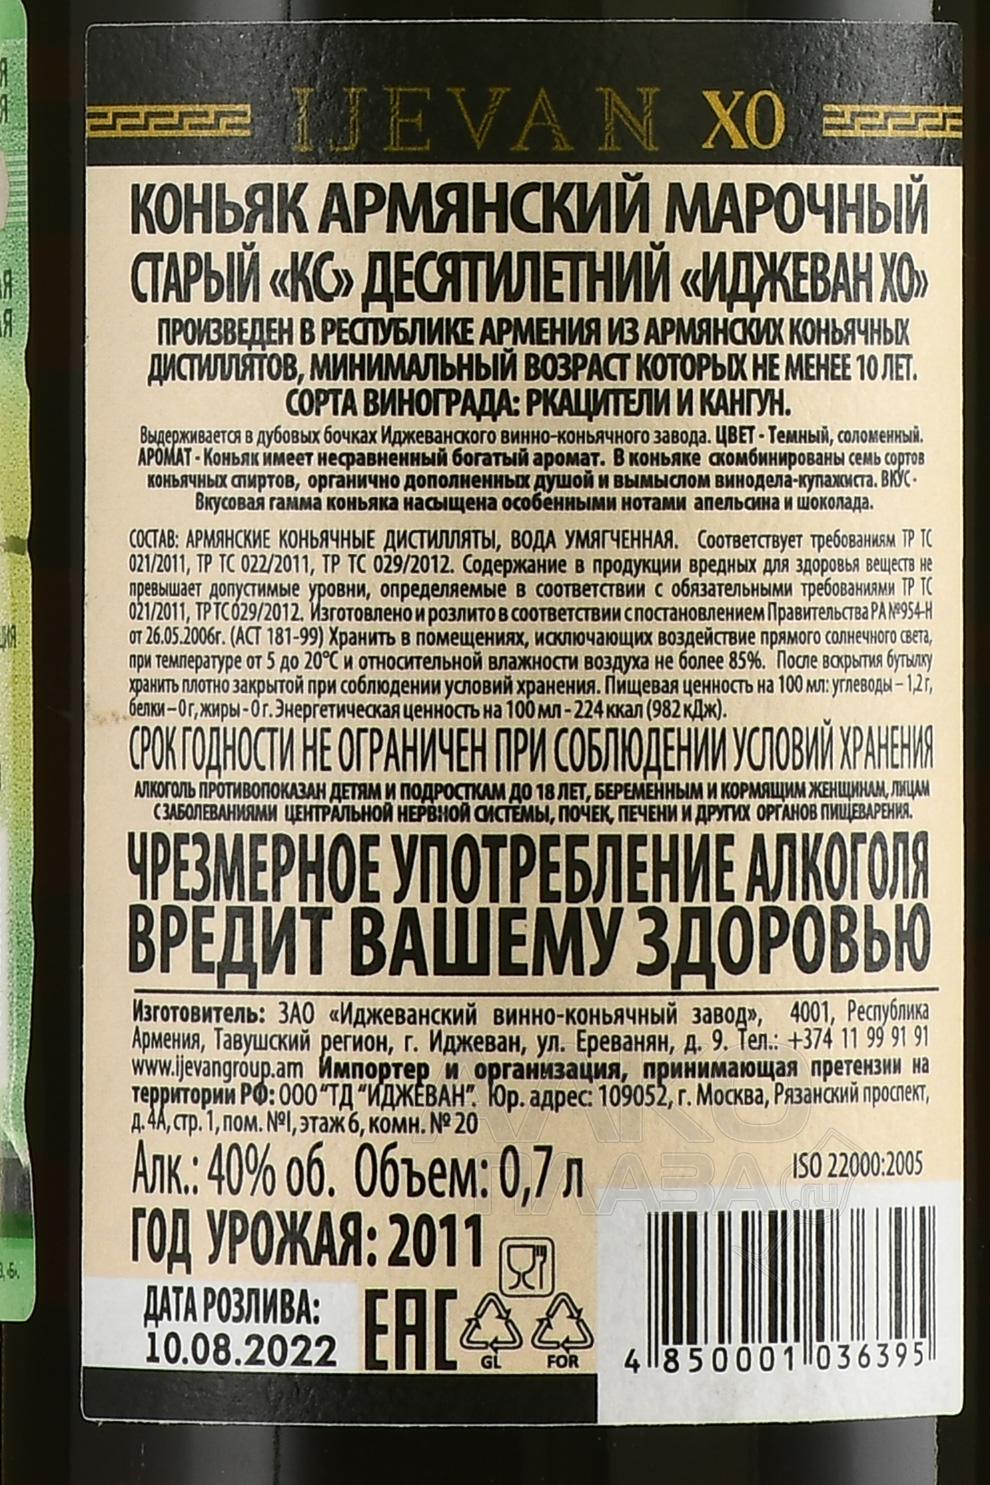 IJEVAN XO
КОНЬЯК АРМЯНСКИЙ МАРОЧНЫЙ
СТАРЫЙ «КС» ДЕСЯТИЛЕТНИЙ «ИДЖЕВАН ХО»
ПРОИЗВЕДЕН В РЕСПУБЛИКЕ АРМЕНИЯ ИЗ АРМЯНСКИХ КОНЬЯЧНЫХ
ДИСТИЛЛЯТОВ, МИНИМАЛЬНЫЙ ВОЗРАСТ КОТОРЫХ НЕ МЕНЕЕ 10 ЛЕТ.
СОРТА ВИНОГРАДА: РКАЦИТЕЛИ И КАНГУН.
Выдерживается в дубовых бочках Иджеванского винно-коньячного завода. ЦВЕТ - Темный, соломенный.
АРОМАТ - Коньяк имеет несравненный богатый аромат. В коньяке скомбинированы семь сортов
коньячных спиртов, органично дополненных душой и вымыслом винодела-купажиста. ВКУС -
Вкусовая гамма коньяка насыщена особенными нотами апельсина и шоколада.
СОСТАВ: АРМЯНСКИЕ КОНЬЯЧНЫЕ ДИСТИЛЛЯТЫ, ВОДА УМЯГЧЕННАЯ. Соответствует требованиям ТР ТС
021/2011, ТР ТС 022/2011, ТР ТС 029/2012. Содержание в продукции вредных для здоровья веществ не
превышает допустимые уровни, определяемые в соответствии с обязательными требованиями ТР ТС
021/2011, ТР ТС 029/2012. Изготовлено и розлито в соответствии с постановлением Правительства РА №954-Н
от 26.05.2006г. (АСТ 181-99) Хранить в помещениях, исключающих воздействие прямого солнечного света,
при температуре от 5 до 20°С и относительной влажности воздуха не более 85%. После вскрытия бутылку
хранить плотно закрытой при соблюдении условий хранения. Пищевая ценность на 100 мл: углеводы – 1,2 г,
белки – 0 г, жиры - 0 г. Энергетическая ценность на 100 мл - 224 ккал (982 кДж).
СРОК ГОДНОСТИ НЕ ОГРАНИЧЕН ПРИ СОБЛЮДЕНИИ УСЛОВИЙ ХРАНЕНИЯ
АЛКОГОЛЬ ПРОТИВОПОКАЗАН ДЕТЯМ И ПОДРОСТКАМ ДО 18 ЛЕТ, БЕРЕМЕННЫМ И КОРМЯЩИМ ЖЕНЩИНАМ, ЛИЦАМ
С ЗАБОЛЕВАНИЯМИ ЦЕНТРАЛЬНОЙ НЕРВНОЙ СИСТЕМЫ, ПОЧЕК, ПЕЧЕНИ И ДРУГИХ ОРГАНОВ ПИЩЕВАРЕНИЯ.
ЧРЕЗМЕРНОЕ УПОТРЕБЛЕНИЕ АЛКОГОЛЯ
ВРЕДИТ ВАШЕМУ ЗДОРОВЬЮ
Изготовитель: ЗАО «Иджеванский винно-коньячный завод», 4001, Республика
Армения, Тавушский регион, г. Иджеван, ул. Ереванян, д. 9. Тел.: +374 11 99 91 91
www.ijevangroup.am Импортер и организация, принимающая претензии на
территории РФ: ООО "ТД "ИДЖЕВАН". Юр. адрес: 109052, г. Москва, Рязанский проспект,
д. 4А, стр. 1, пом. №I, этаж 6, комн. № 20
Алк.: 40% об. Объем: 0,7 л
ISO 22000:2005
ГОД УРОЖАЯ: 2011
ДАТА РОЗЛИВА:
10.08.2022
EAC
GL FOR
4 850001 036395
АЛКО
ПЛАЗА.ru